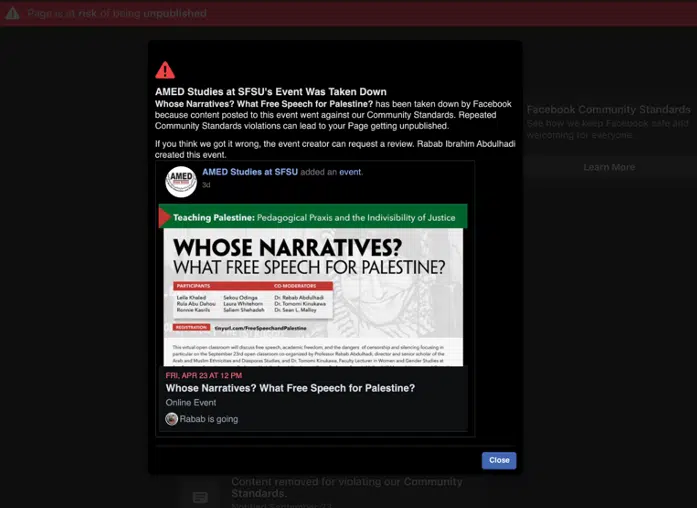 Page is at risk of being unpublished
AMED Studies at SFSU's Event Was Taken Down
Whose Narratives? What Free Speech for Palestine? has been taken down by Facebook
because content posted to this event went against our Community Standards. Repeated
Community Standards violations can lead to your Page getting unpublished.
If you think we got it wrong, the event creator can request a review. Rabab Ibrahim Abdulhadi
created this event.
AMED
AMED Studies at SFSU added an event.
3d
Teaching Palestine: Pedagogical Praxis and the Indivisibility of Justice
WHOSE NARRATIVES?
WHAT FREE SPEECH FOR PALESTINE?
PARTICIPANTS
CO-MODERATORS
Leila Khaled
Sekou Odinga
Dr. Rabab Abdulhadi
Rula Abu Dahou
Laura Whitehorn
Dr. Tomomi Kinukawa
Ronnie Kasrils
Saliem Shehadeh
Dr. Sean L. Malloy
REGISTRATION tinyurl.com/FreeSpeechandPalestine
This virtual open classroom will discuss free speech, academic freedom, and the dangers of censorship and silencing focusing in
particular on the September 23rd open classroom co-organized by Professor Rabab Abdulhadi, director and senior scholar of the
Arab and Muslim Ethnicities and Diasporas Studies, and Dr. Tomomi Kinukawa, Faculty Lecturer in Women and Gender Studies at
FRI, APR 23 AT 12 PM
Whose Narratives? What Free Speech for Palestine?
Online Event
Rabab is going
Close
Facebook Community Standards
See how we keep Facebook safe and
welcoming for everyone.
Learn More
Content removed for violating our Community
Standards.